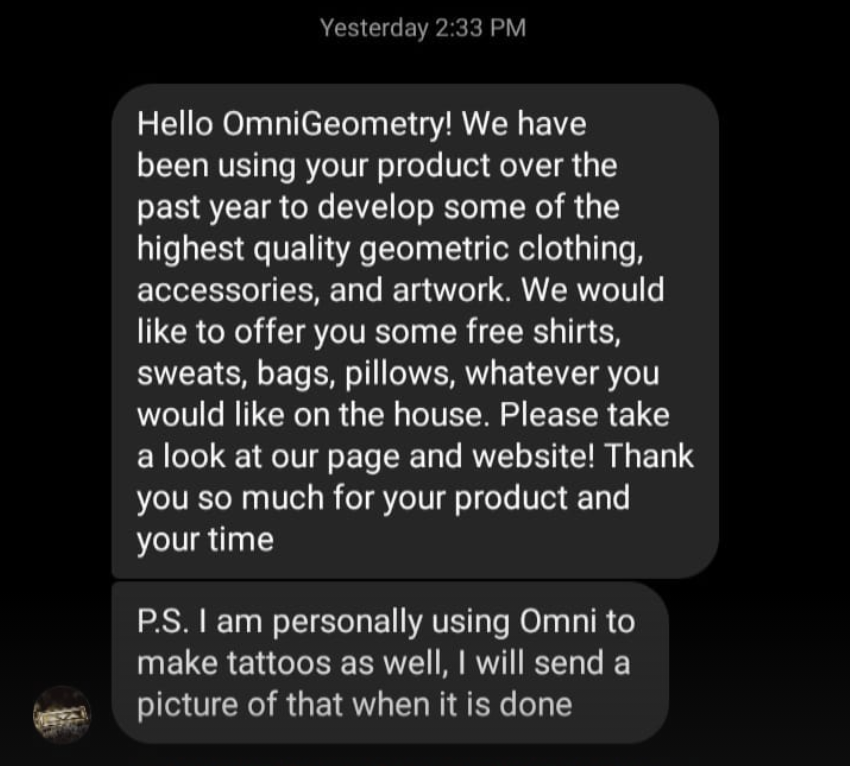 Yesterday 2:33 PM
Hello OmniGeometry! We have
been using your product over the
past year to develop some of the
highest quality geometric clothing,
accessories, and artwork. We would
like to offer you some free shirts,
sweats, bags, pillows, whatever you
would like on the house. Please take
a look at our page and website! Thank
you so much for your product and
your time
P.S. I am personally using Omni to
make tattoos as well, I will send a
picture of that when it is done